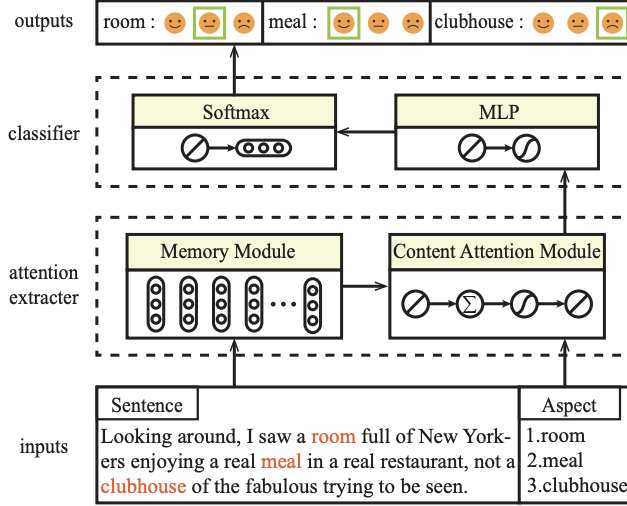 outputs
room :
meal :
clubhouse :
classifier
Softmax
MLP
attention
extracter
Memory Module
Content Attention Module
Σ
inputs
Sentence
Looking around, I saw a room full of New York-
ers enjoying a real meal in a real restaurant, not a
clubhouse of the fabulous trying to be seen.
Aspect
1.room
2.meal
3.clubhouse